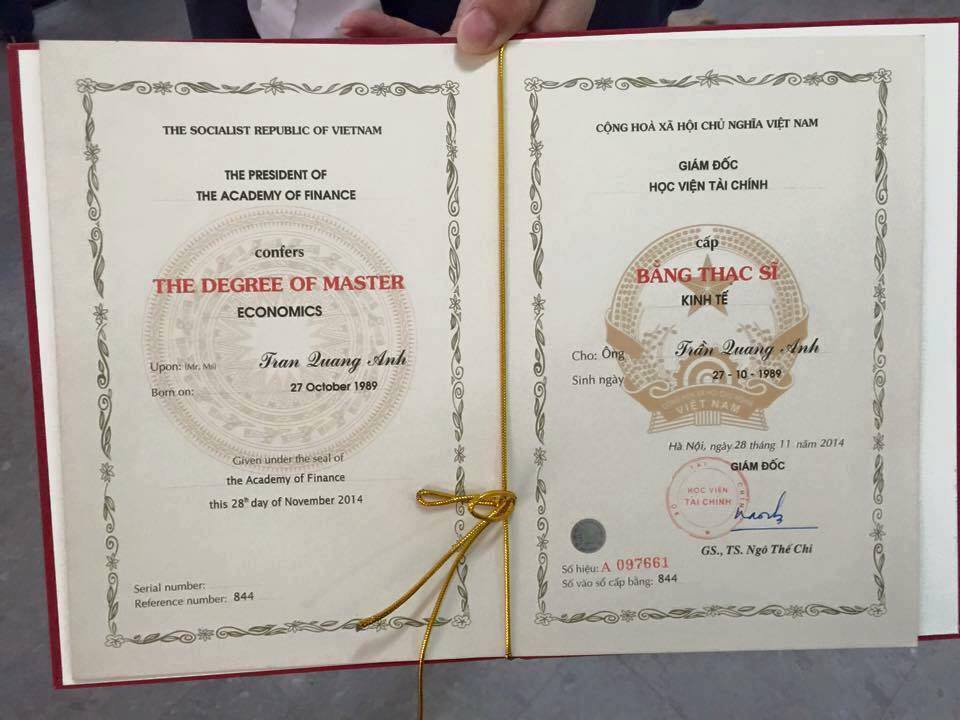 THE SOCIALIST REPUBLIC OF VIETNAM
THE PRESIDENT OF
THE ACADEMY OF FINANCE
confers
THE DEGREE OF MASTER
ECONOMICS
Upon: (Mr, Ms) Tran Quang Anh
Born on: 27 October 1989
Given under the seal of
the Academy of Finance
this 28th day of November 2014
Serial number:
Reference number: 844
CỘNG HOÀ XÃ HỘI CHỦ NGHĨA VIỆT NAM
GIÁM ĐỐC
HỌC VIỆN TÀI CHÍNH
cấp
BẰNG THẠC SĨ
KINH TẾ
Cho: Ông Trần Quang Anh
Sinh ngày 27 - 10 - 1989
VIỆT NAM
Hà Nội, ngày 28 tháng 11 năm 2014
GIÁM ĐỐC
HỌC VIỆN
TÀI CHÍNH
GS., TS. Ngô Thế Chi
Số hiệu: A 097661
Số vào sổ cấp bằng: 844